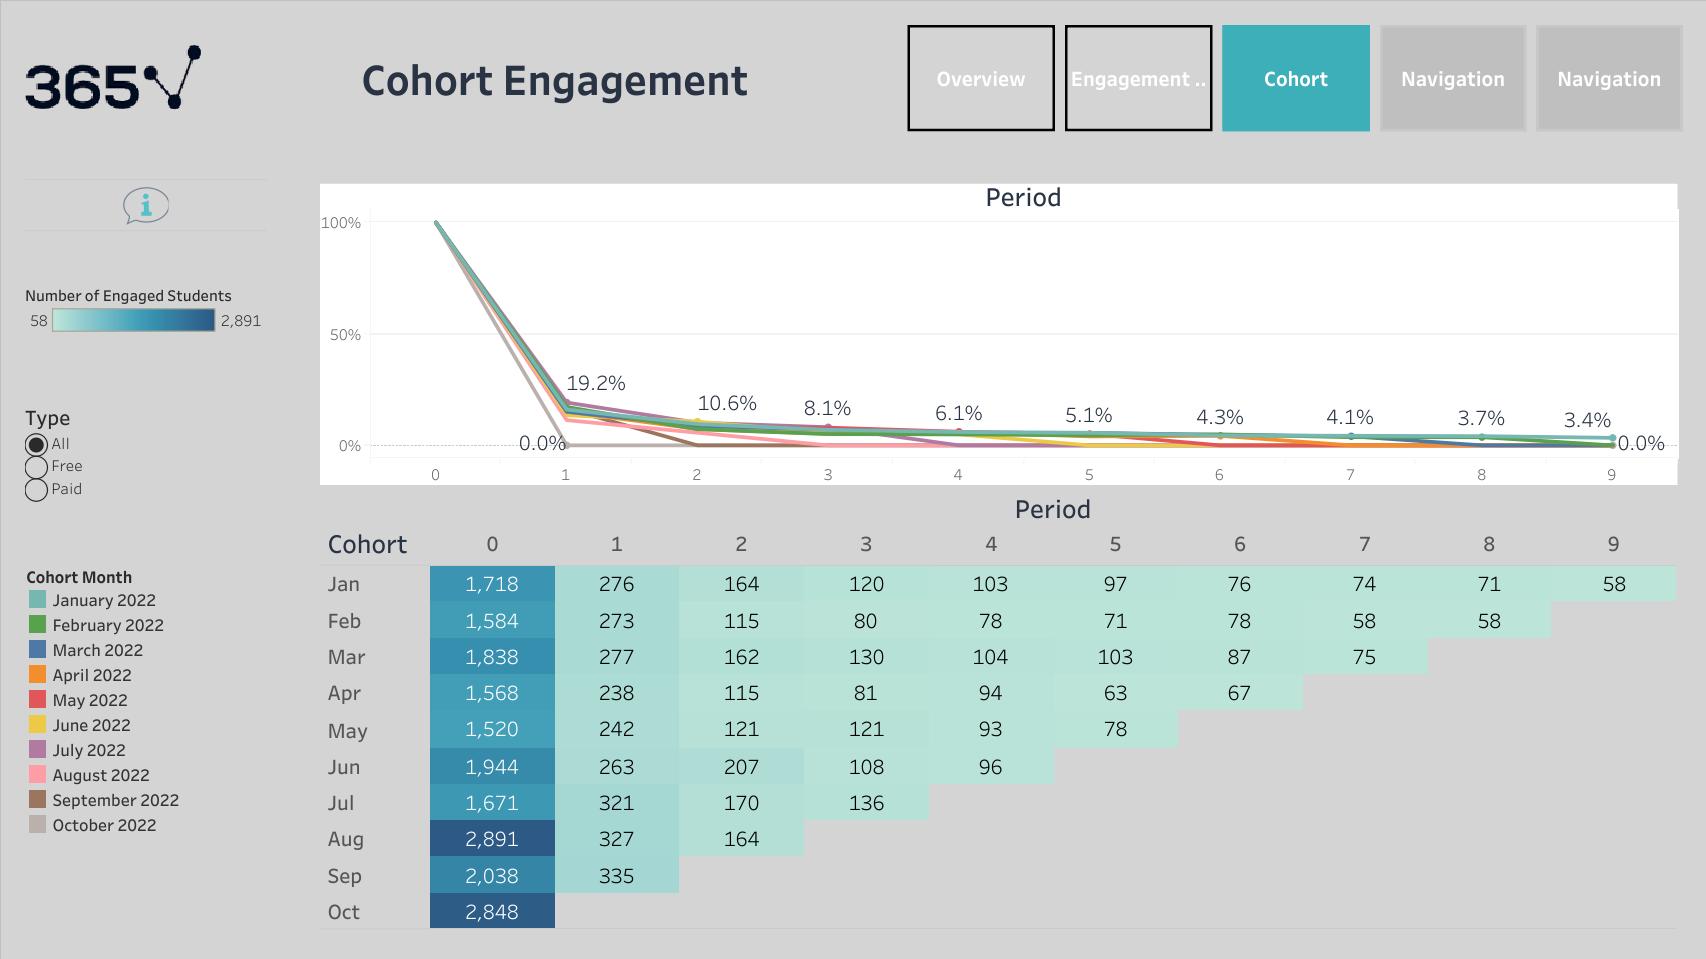 365
Cohort Engagement
Overview
Engagement ..
Cohort
Navigation
Navigation
i
Number of Engaged Students
58 2,891
Type
All
Free
Paid
Cohort Month
January 2022
February 2022
March 2022
April 2022
May 2022
June 2022
July 2022
August 2022
September 2022
October 2022
Period
100%
50%
0%
19.2%
10.6%
8.1%
6.1%
5.1%
4.3%
4.1%
3.7%
3.4%
0.0%
0.0%
0 1 2 3 4 5 6 7 8 9
Period
Cohort 0 1 2 3 4 5 6 7 8 9
Jan 1,718 276 164 120 103 97 76 74 71 58
Feb 1,584 273 115 80 78 71 78 58 58
Mar 1,838 277 162 130 104 103 87 75
Apr 1,568 238 115 81 94 63 67
May 1,520 242 121 121 93 78
Jun 1,944 263 207 108 96
Jul 1,671 321 170 136
Aug 2,891 327 164
Sep 2,038 335
Oct 2,848